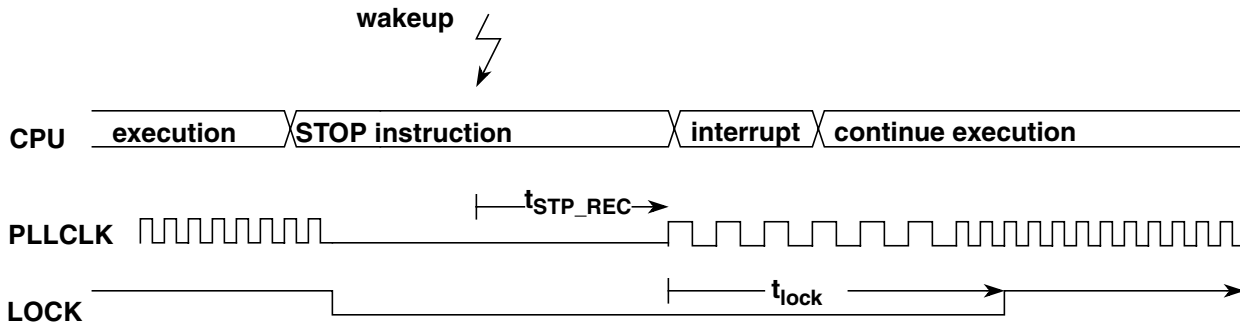 wakeup
CPU execution STOP instruction interrupt continue execution
tSTP_REC
PLLCLK
tlock
LOCK